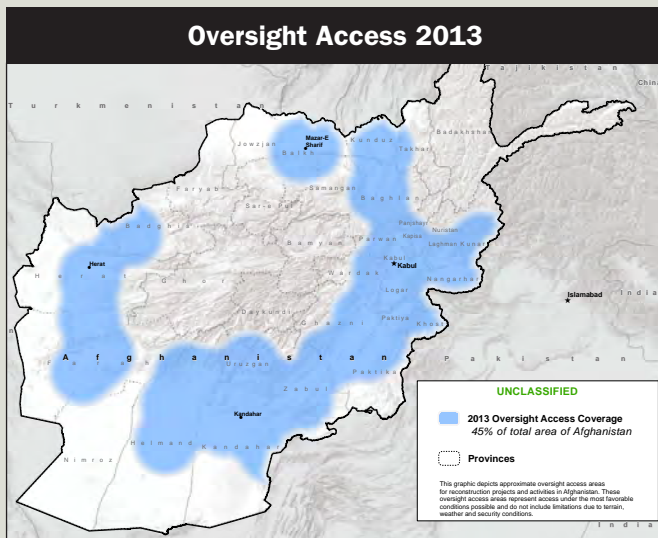 Oversight Access 2013
Tajikistan
China
Turkmenistan
Mazar-E
Sharif
Kunduz
Badakhshan
Jowzjan
Balkh
Takhar
Faryab
Samangan
Baghlan
Sar-e Pol
Panjshayr
Nuristan
Badghis
Parwan
Kapisa
Laghman
Kunar
Bamyan
Herat
Kabul
Kabul
Herat
Ghor
Wardak
Nangarhar
Logar
Islamabad
India
Daykundi
Ghazni
Paktiya
Khost
Farah
Afghanistan
Uruzgan
Pakistan
Paktika
Zabul
Kandahar
Helmand
Kandahar
Nimroz
UNCLASSIFIED
2013 Oversight Access Coverage
45% of total area of Afghanistan
Provinces
This graphic depicts approximate oversight access areas
for reconstruction projects and activities in Afghanistan. These
oversight access areas represent access under the most favorable
conditions possible and do not include limitations due to terrain,
weather and security conditions.
India